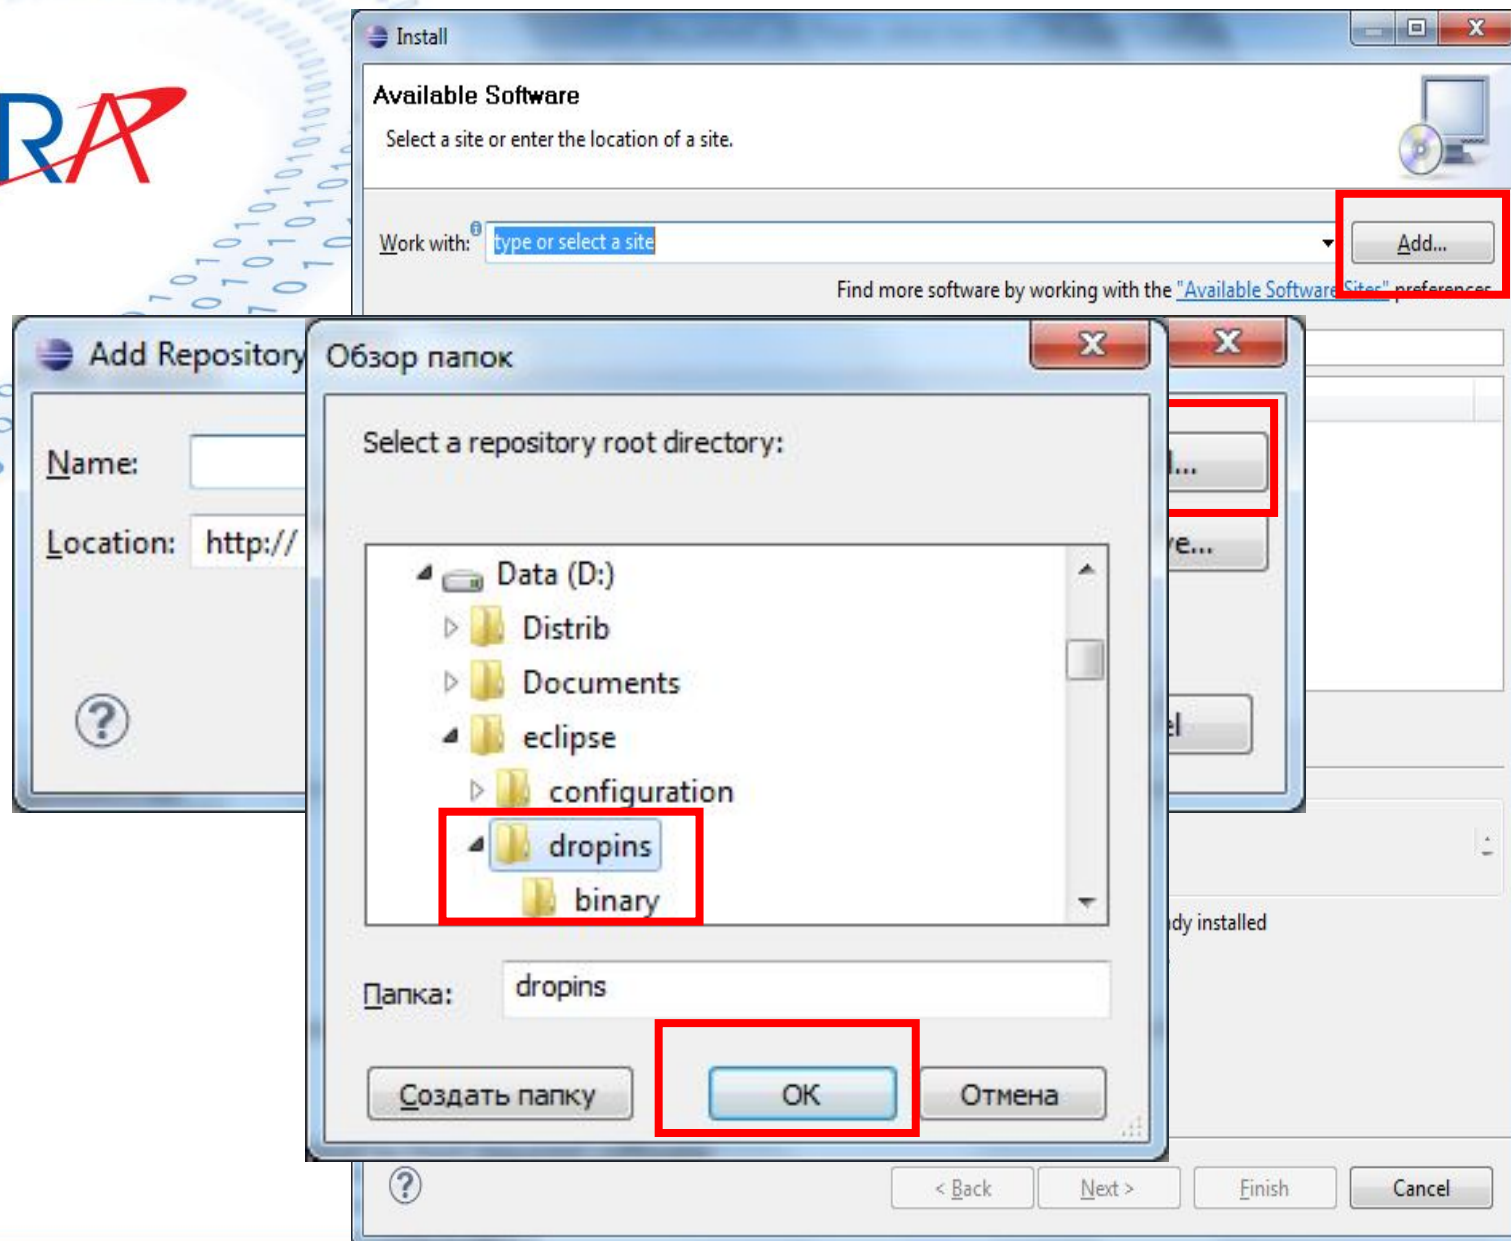 Install
Available Software
Select a site or enter the location of a site.
RA
Work with: type or select a site Add...
Find more software by working with the "Available Software Sites" preferences.
Add Repository
Обзор папок
Select a repository root directory:
Name:
Location: http://
Data (D:)
Distrib
Documents
eclipse
configuration
dropins
binary
installed
Папка: dropins
Создать папку OK Отмена
< Back Next > Finish Cancel